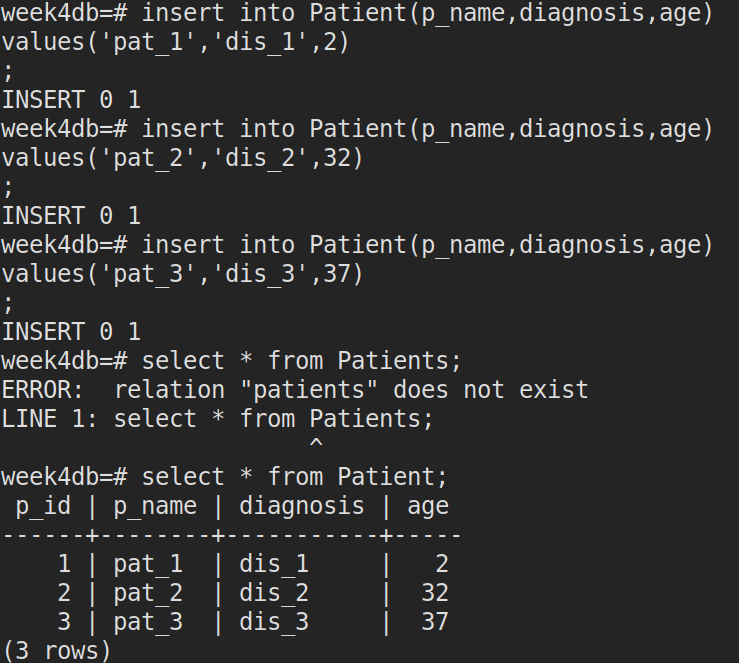 week4db=# insert into Patient(p_name,diagnosis,age)
values('pat_1','dis_1',2)
;
INSERT 0 1
week4db=# insert into Patient(p_name,diagnosis,age)
values('pat_2','dis_2',32)
;
INSERT 0 1
week4db=# insert into Patient(p_name,diagnosis,age)
values('pat_3','dis_3',37)
;
INSERT 0 1
week4db=# select * from Patients;
ERROR:  relation "patients" does not exist
LINE 1: select * from Patients;
                      ^
week4db=# select * from Patient;
 p_id | p_name | diagnosis | age
------+--------+-----------+-----
    1 | pat_1  | dis_1     |   2
    2 | pat_2  | dis_2     |  32
    3 | pat_3  | dis_3     |  37
(3 rows)